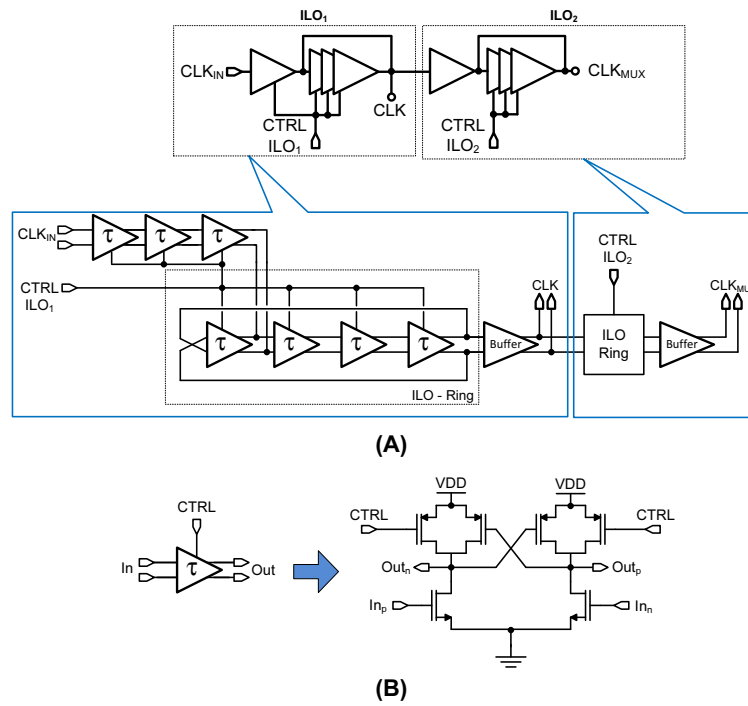 ILO1
ILO2
CLKIN
CLK
CLKMUX
CTRL
ILO1
CTRL
ILO2
CLKIN
τ
τ
τ
CTRL
ILO1
τ
τ
τ
τ
Buffer
CLK
ILO - Ring
CTRL
ILO2
ILO
Ring
Buffer
CLKMU
(A)
CTRL
In
τ
Out
VDD
VDD
CTRL
CTRL
Outn
Outp
Inp
Inn
(B)